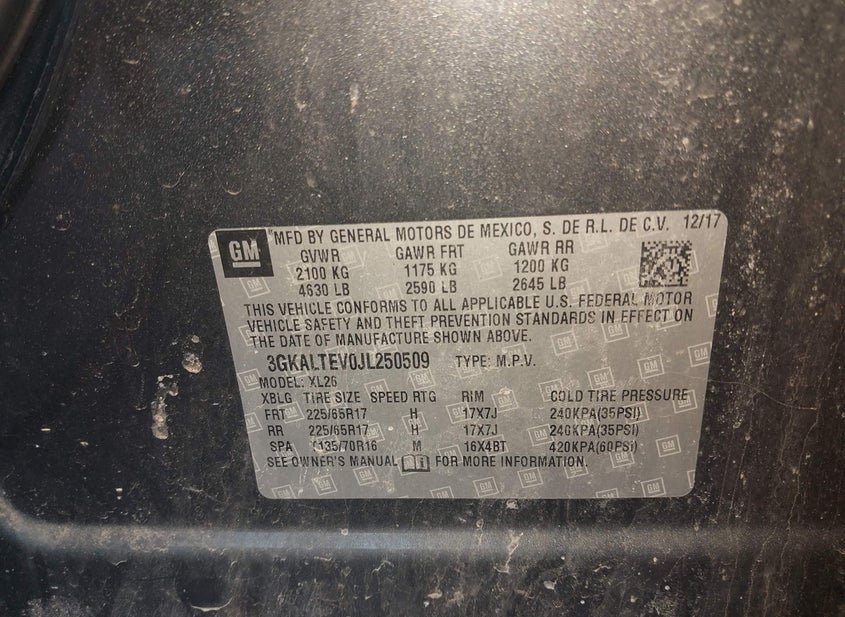 GM
MFD BY GENERAL MOTORS DE MEXICO, S. DE R.L. DE C.V. 12/17
GVWR GAWR FRT GAWR RR
2100 KG 1175 KG 1200 KG
4630 LB 2590 LB 2645 LB
THIS VEHICLE CONFORMS TO ALL APPLICABLE U.S. FEDERAL MOTOR
VEHICLE SAFETY AND THEFT PREVENTION STANDARDS IN EFFECT ON
THE DATE OF MANUFACTURE SHOWN ABOVE.
3GKALTEV0JL250509 TYPE: M.P.V.
MODEL: XL26
XBLG TIRE SIZE SPEED RTG RIM COLD TIRE PRESSURE
FRT 225/65R17 H 17X7J 240KPA(35PSI)
RR 225/65R17 H 17X7J 240KPA(35PSI)
SPA T135/70R16 M 16X4BT 420KPA(60PSI)
SEE OWNER'S MANUAL FOR MORE INFORMATION.